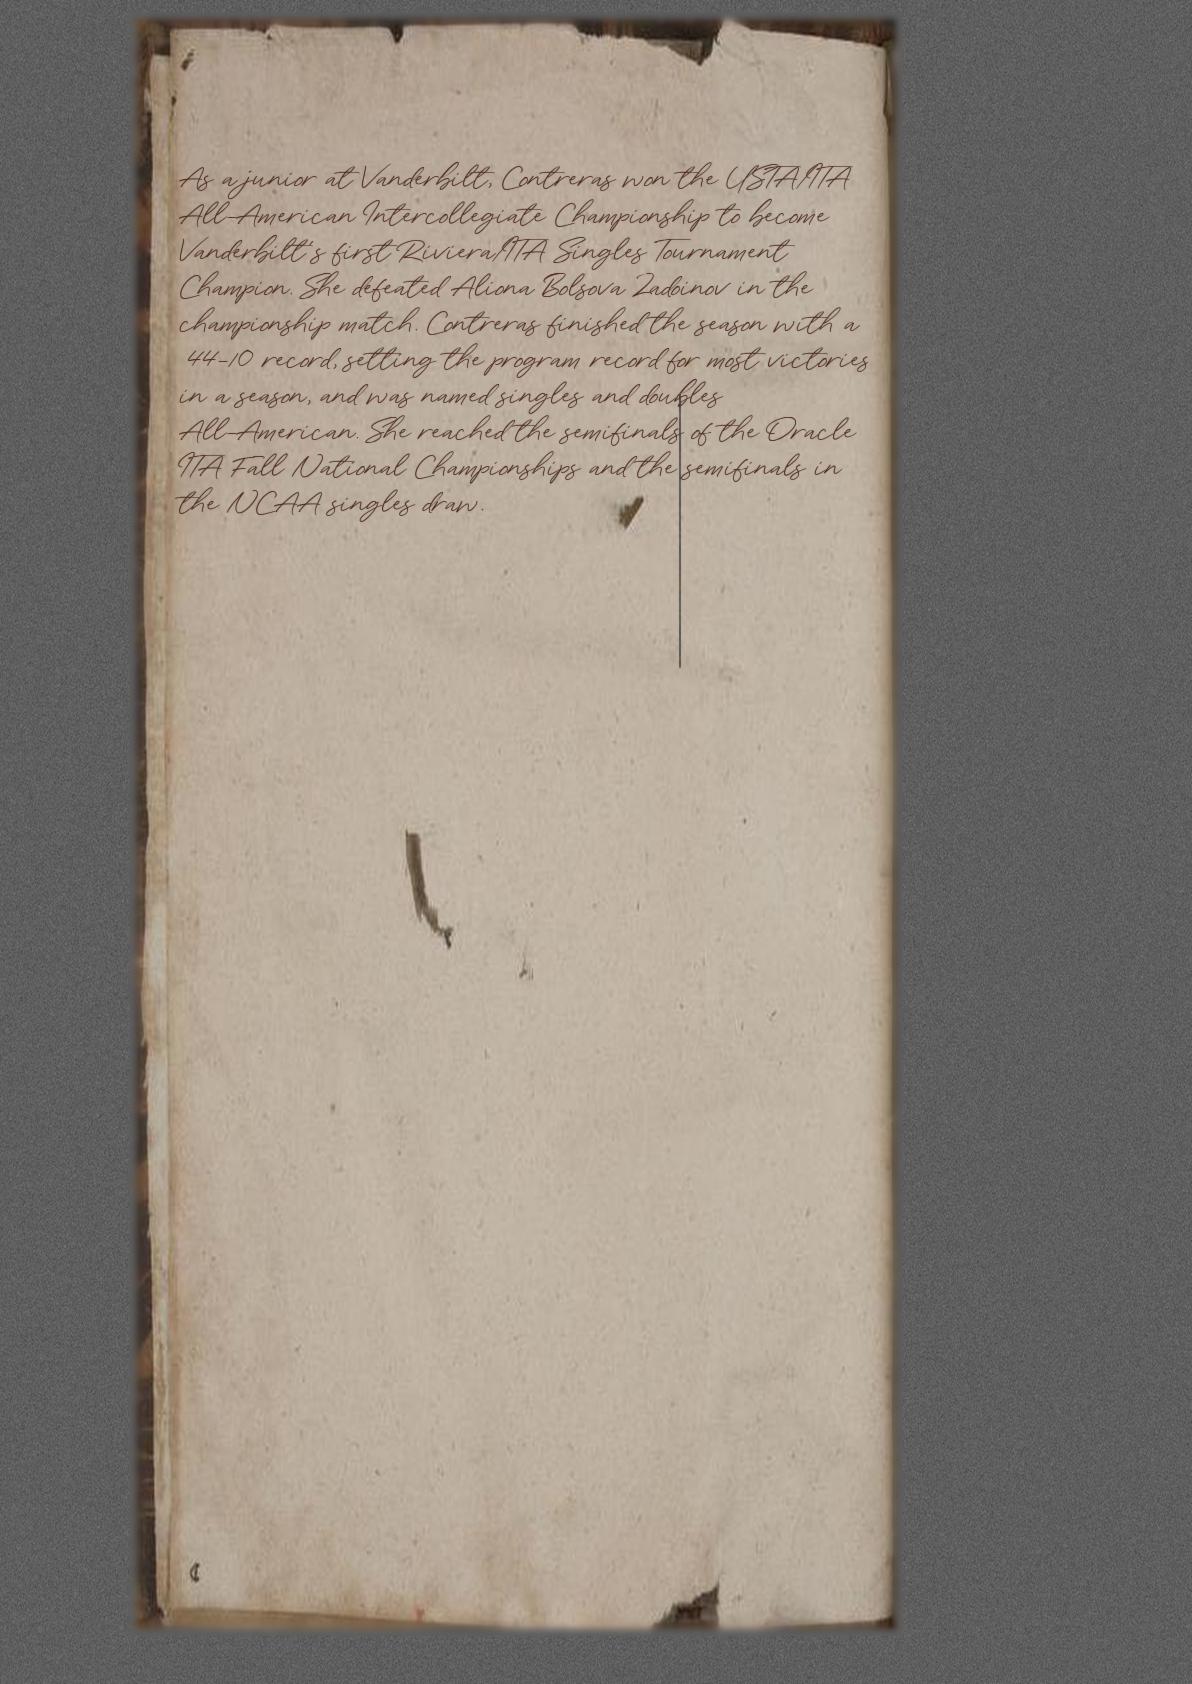 As a junior at Vanderbilt, Contreras won the USTA/ITA
All-American Intercollegiate Championship to become
Vanderbilt's first Riviera/ITA Singles Tournament
Champion. She defeated Aliona Bolsova Zadoinov in the
championship match. Contreras finished the season with a
44-10 record, setting the program record for most victories
in a season, and was named singles and doubles
All-American. She reached the semifinals of the Oracle
ITA Fall National Championships and the semifinals in
the NCAA singles draw.